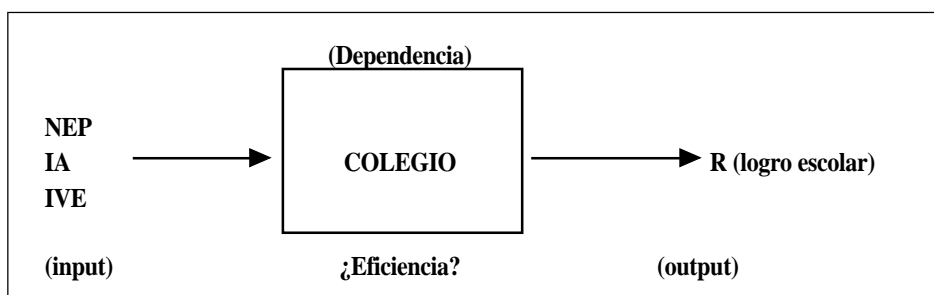 (Dependencia)
NEP
IA
IVE
COLEGIO
R (logro escolar)
(input)
¿Eficiencia?
(output)